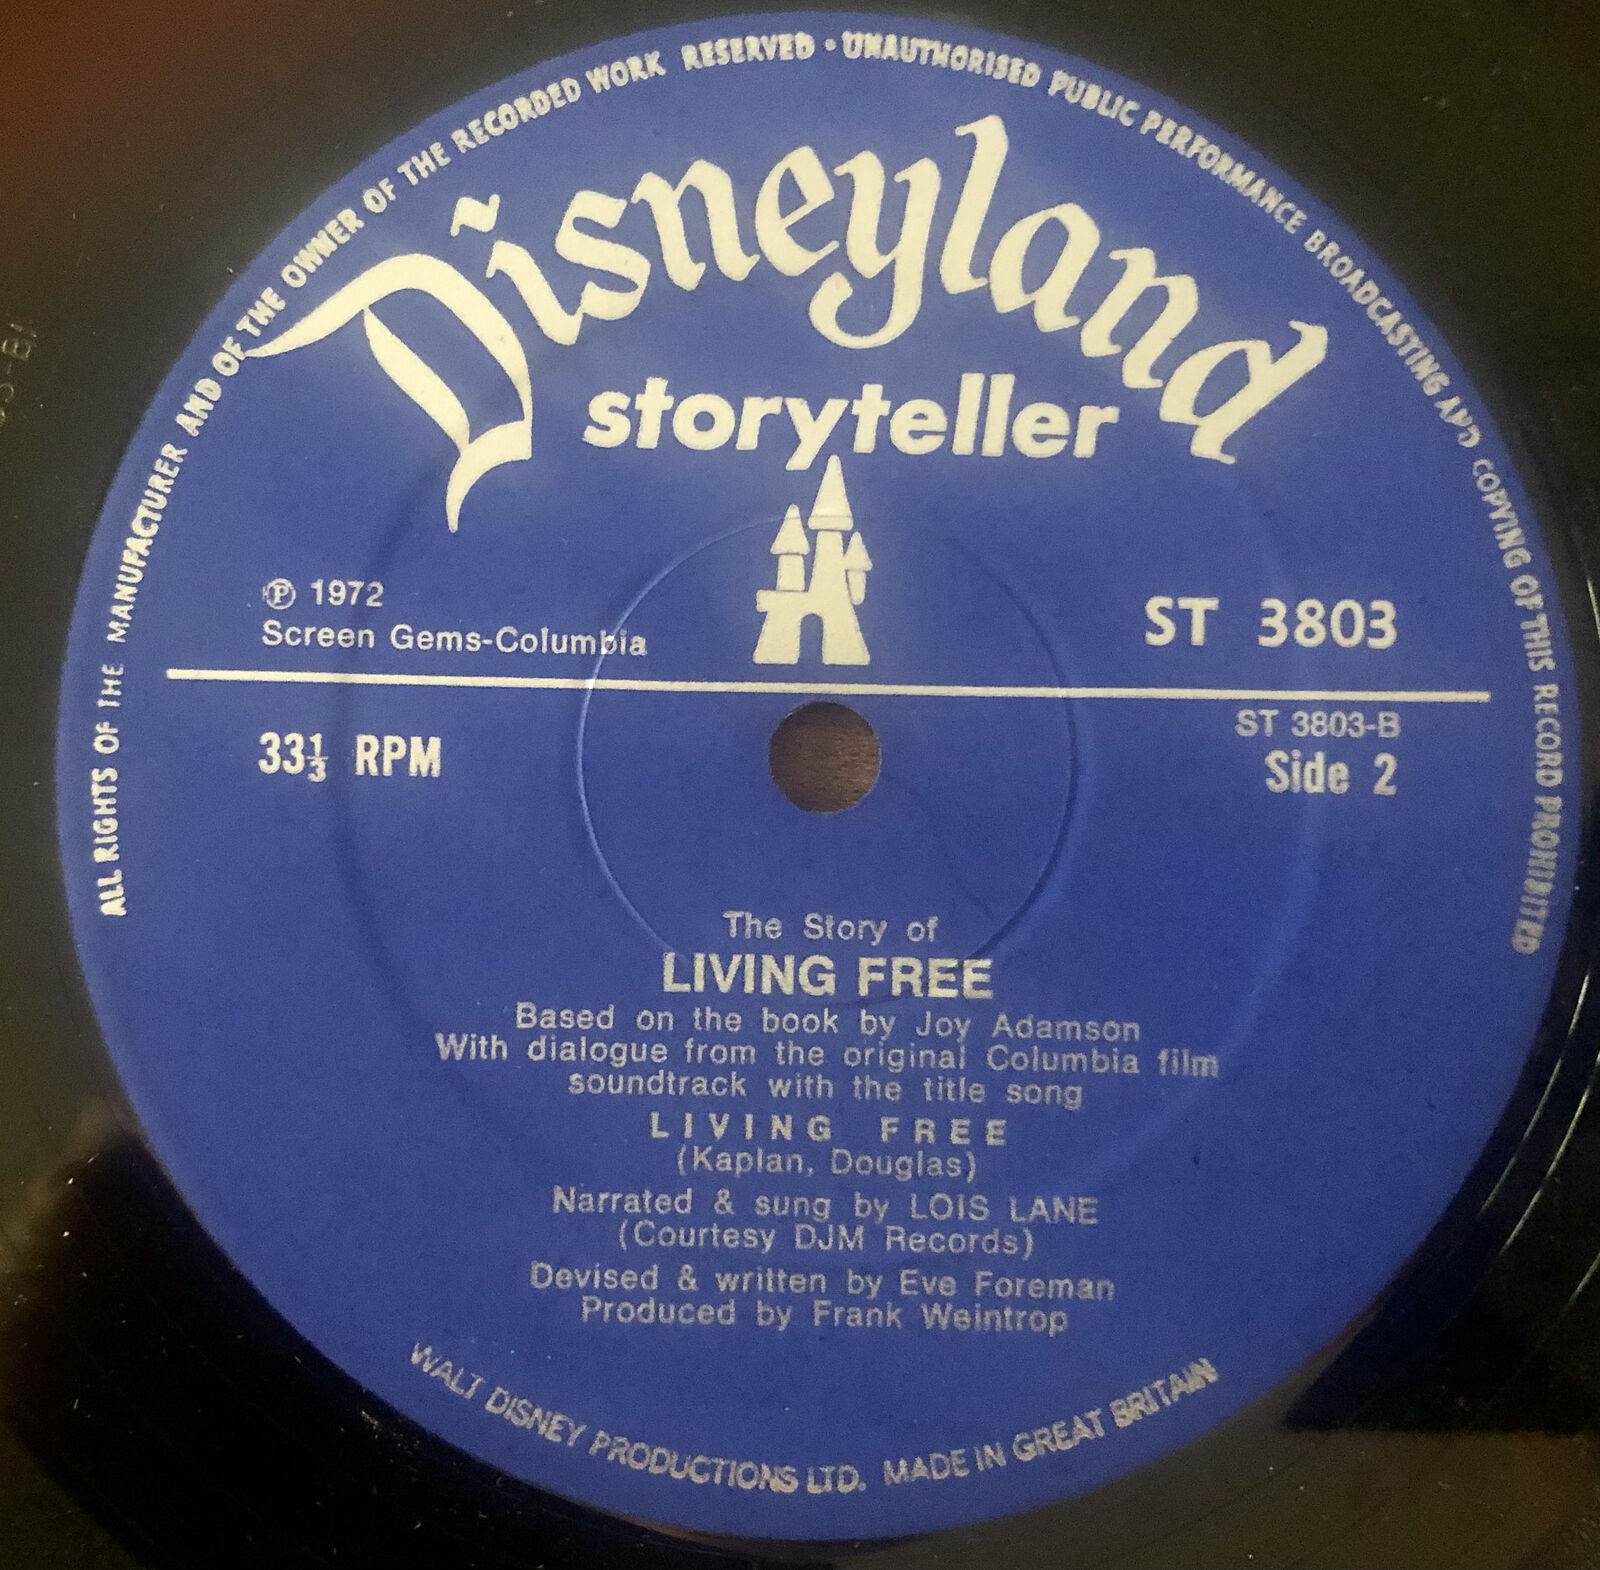 ALL RIGHTS OF THE MANUFACTURER AND OF THE OWNER OF THE RECORDED WORK RESERVED · UNAUTHORISED PUBLIC PERFORMANCE BROADCASTING AND COPYING OF THIS RECORD PROHIBITED
Disneyland
storyteller
℗ 1972
Screen Gems-Columbia
ST 3803
33⅓ RPM
ST 3803-B
Side 2
The Story of
LIVING FREE
Based on the book by Joy Adamson
With dialogue from the original Columbia film
soundtrack with the title song
LIVING FREE
(Kaplan, Douglas)
Narrated & sung by LOIS LANE
(Courtesy DJM Records)
Devised & written by Eve Foreman
Produced by Frank Weintrop
WALT DISNEY PRODUCTIONS LTD. MADE IN GREAT BRITAIN